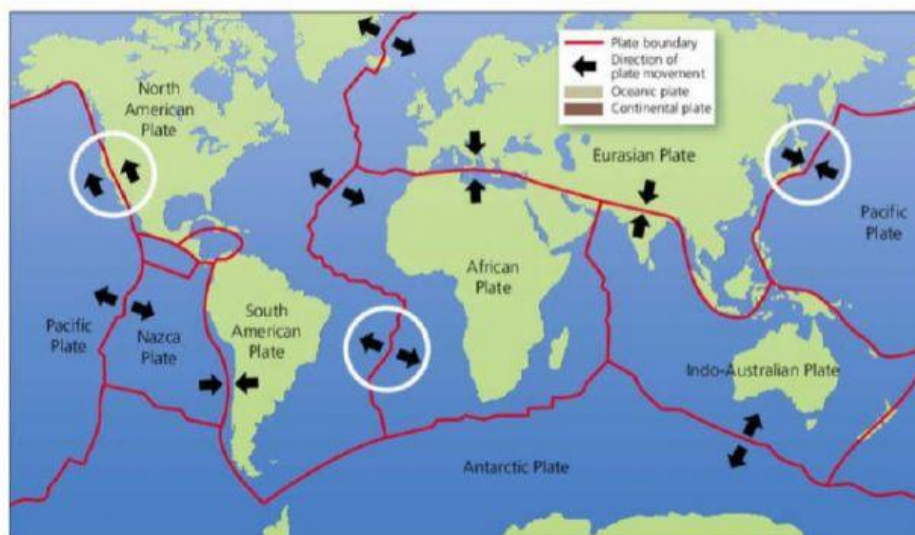 Plate boundary
Direction of
plate movement
Oceanic plate
Continental plate
North
American
Plate
Eurasian Plate
Pacific
Plate
African
Plate
South
American
Plate
Pacific
Plate
Nazca
Plate
Indo-Australian Plate
Antarctic Plate